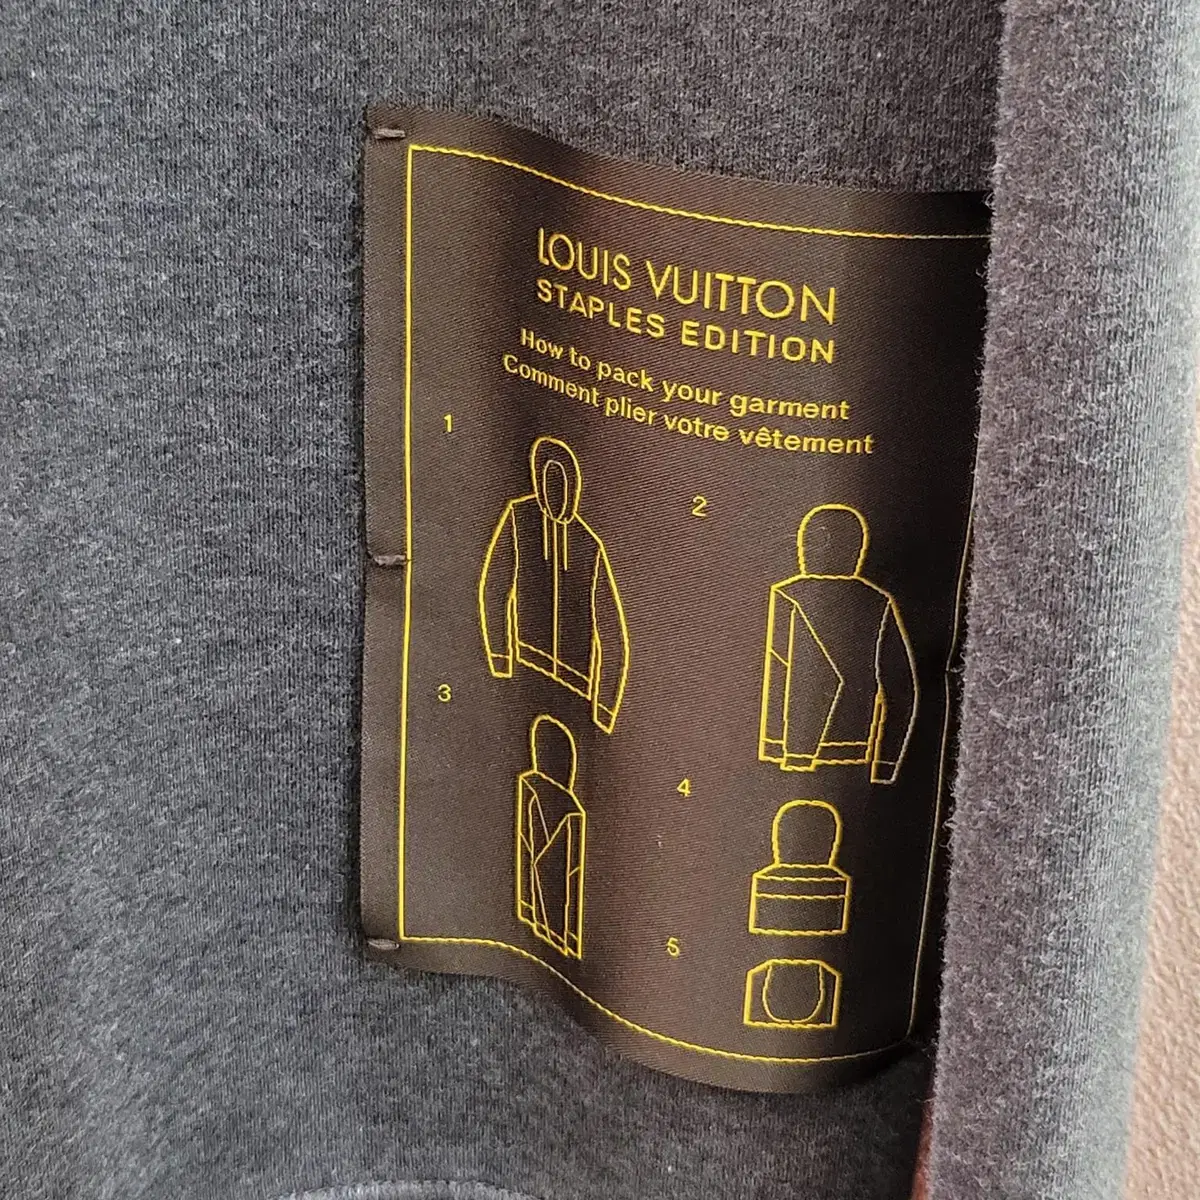 LOUIS VUITTON
STAPLES EDITION
How to pack your garment
Comment plier votre vêtement
1
2
3
4
5